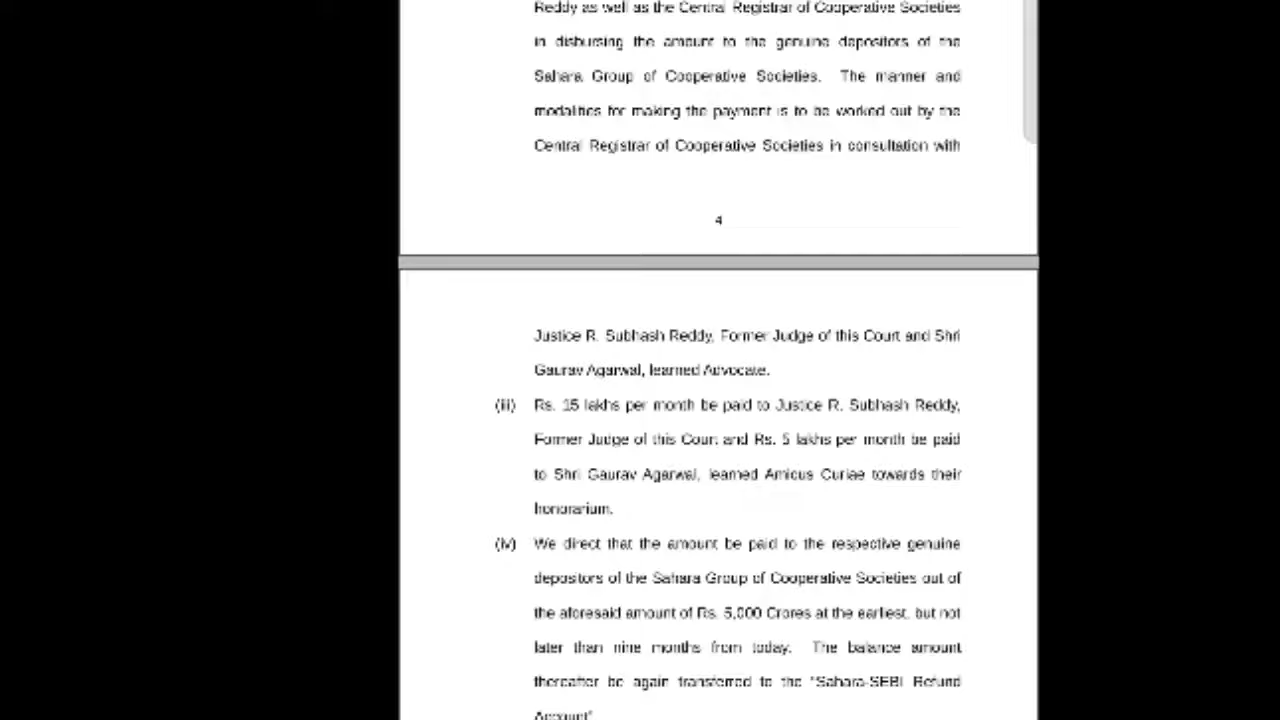 Reddy as well as the Central Registrar of Cooperative Societies
in disbursing the amount to the genuine depositors of the
Sahara Group of Cooperative Societies. The manner and
modalities for making the payment is to be worked out by the
Central Registrar of Cooperative Societies in consultation with
4
Justice R. Subhash Reddy, Former Judge of this Court and Shri
Gaurav Agarwal, learned Advocate.
(iii) Rs. 15 lakhs per month be paid to Justice R. Subhash Reddy,
Former Judge of this Court and Rs. 5 lakhs per month be paid
to Shri Gaurav Agarwal, learned Amicus Curiae towards their
honorarium.
(iv) We direct that the amount be paid to the respective genuine
depositors of the Sahara Group of Cooperative Societies out of
the aforesaid amount of Rs. 5,000 Crores at the earliest, but not
later than nine months from today. The balance amount
thereafter be again transferred to the "Sahara-SEBI Refund
Account"